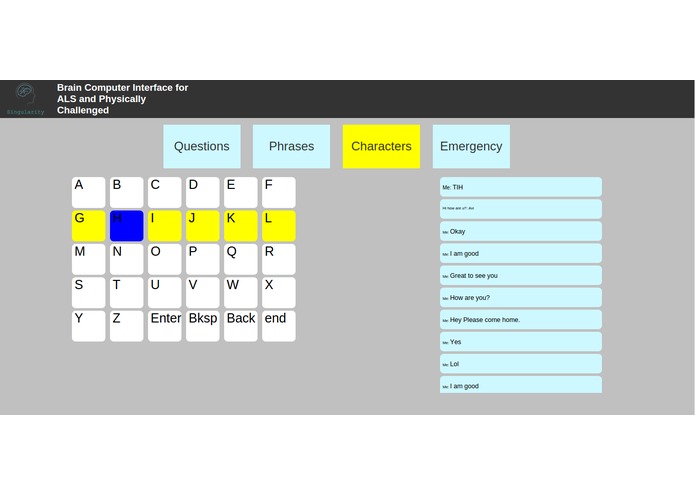 Brain Computer Interface for
ALS and Physically
Challenged
Singularity
Questions Phrases Characters Emergency
A B C D E F
G H I J K L
M N O P Q R
S T U V W X
Y Z Enter Bksp Back end
Me: TIH
Hi how are u?: Avi
Me: Okay
Me: I am good
Me: Great to see you
Me: How are you?
Me: Hey Please come home.
Me: Yes
Me: Lol
Me: I am good